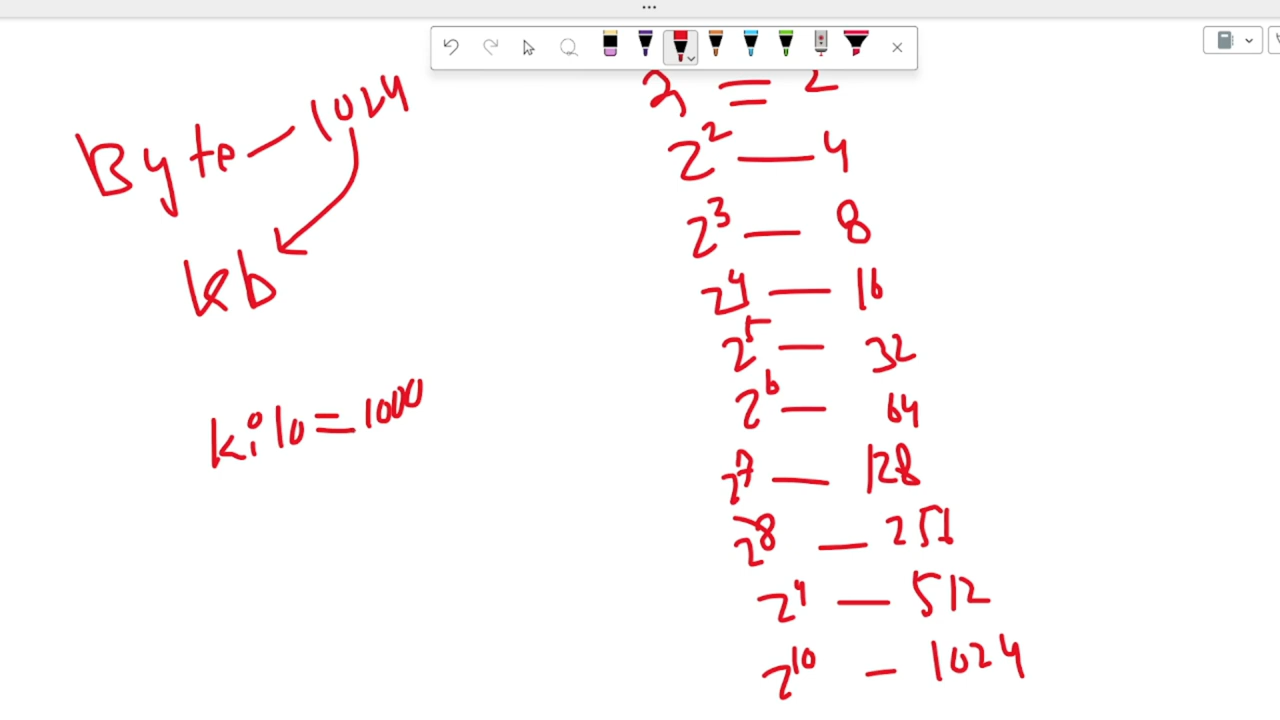 Byte — 1024
kb
kilo = 1000
2 = 2
2² — 4
2³ — 8
2⁴ — 16
2⁵ — 32
2⁶ — 64
2⁷ — 128
2⁸ — 256
2⁹ — 512
2¹⁰ — 1024